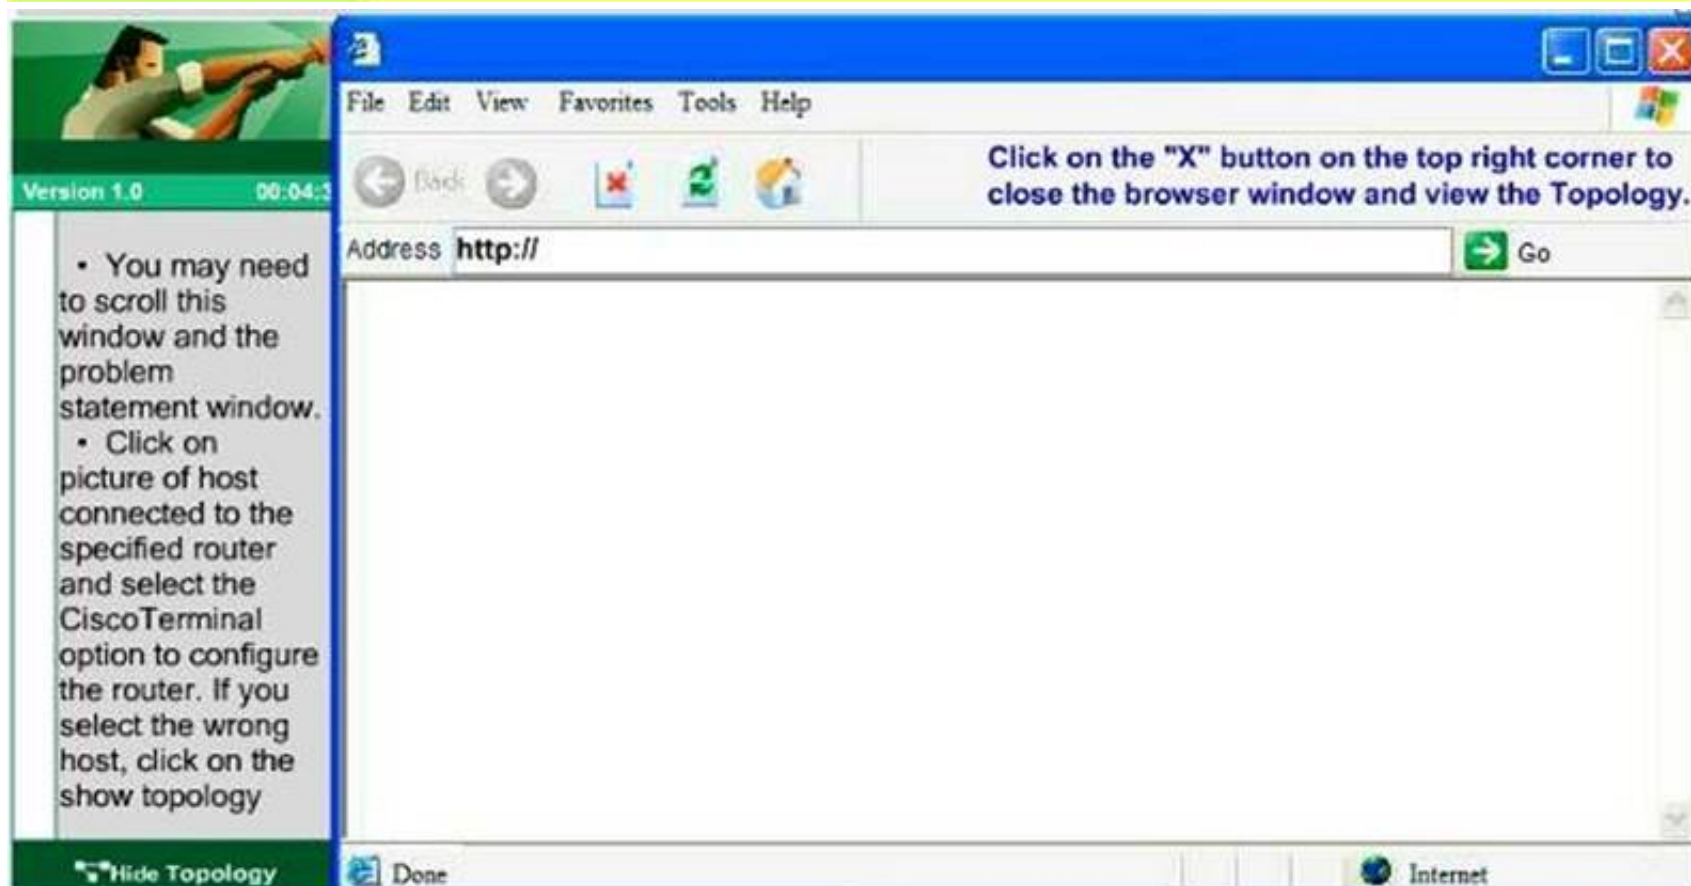 Version 1.0
• You may need
to scroll this
window and the
problem
statement window.
• Click on
picture of host
connected to the
specified router
and select the
CiscoTerminal
option to configure
the router. If you
select the wrong
host, click on the
show topology
Hide Topology
File Edit View Favorites Tools Help
Back
Click on the "X" button on the top right corner to
close the browser window and view the Topology.
Address http://
Go
Done
Internet